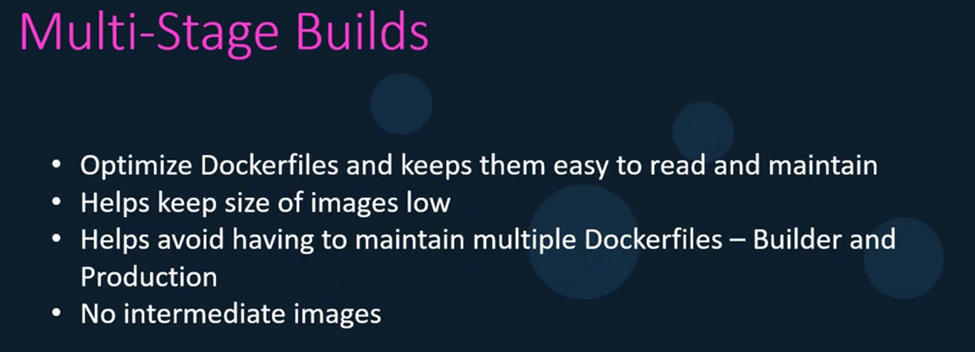 Multi-Stage Builds
• Optimize Dockerfiles and keeps them easy to read and maintain
• Helps keep size of images low
• Helps avoid having to maintain multiple Dockerfiles – Builder and
Production
• No intermediate images